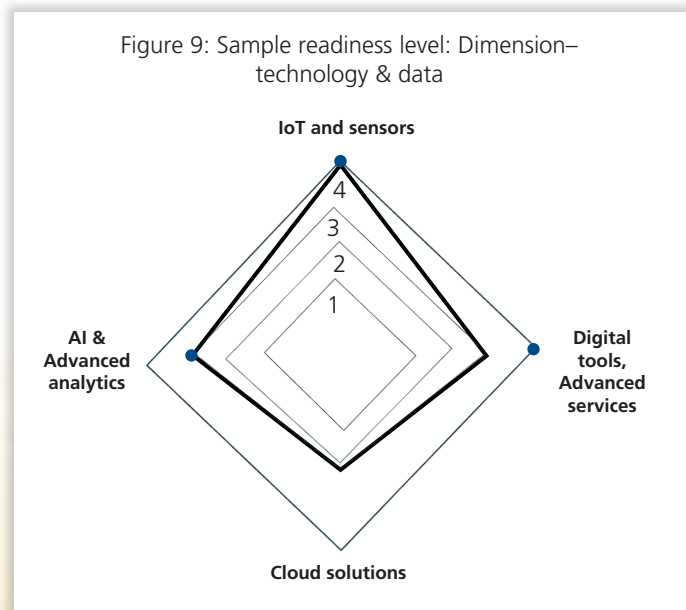 Figure 9: Sample readiness level: Dimension–
technology & data
IoT and sensors
4
3
2
1
AI &
Advanced
analytics
Digital
tools,
Advanced
services
Cloud solutions